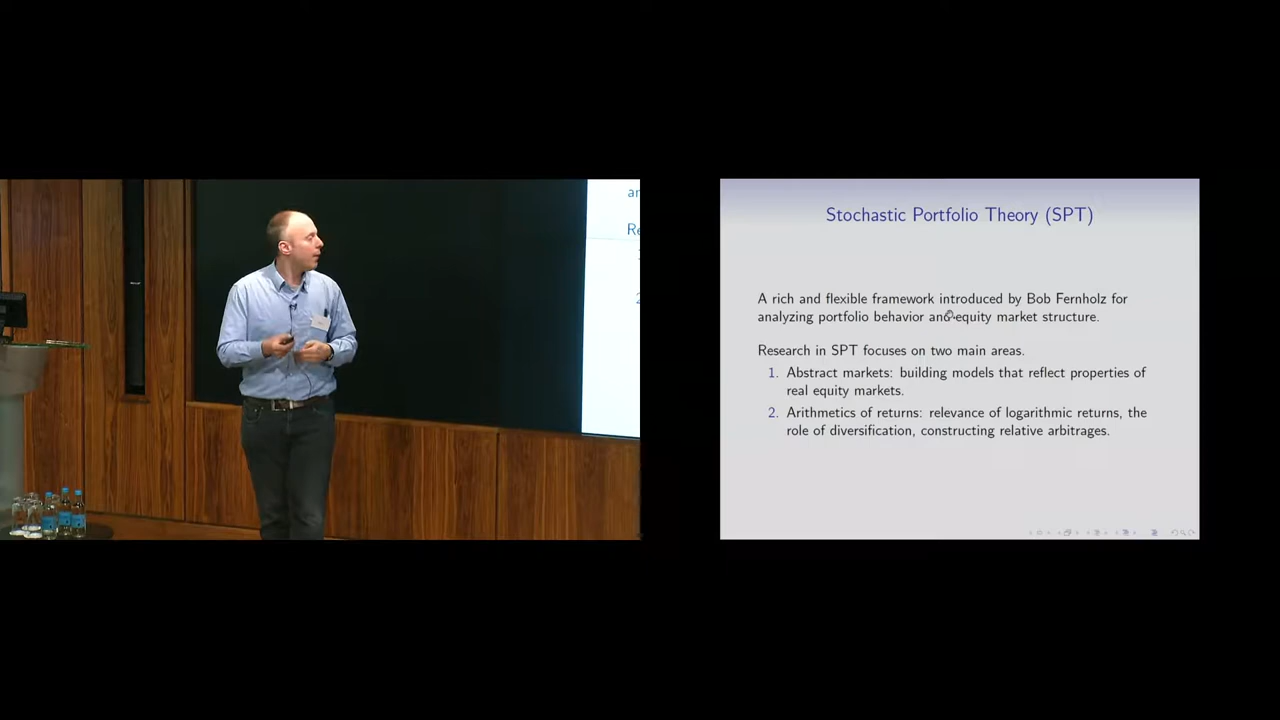 Stochastic Portfolio Theory (SPT)
A rich and flexible framework introduced by Bob Fernholz for
analyzing portfolio behavior and equity market structure.
Research in SPT focuses on two main areas.
1. Abstract markets: building models that reflect properties of
real equity markets.
2. Arithmetics of returns: relevance of logarithmic returns, the
role of diversification, constructing relative arbitrages.
ar
Re